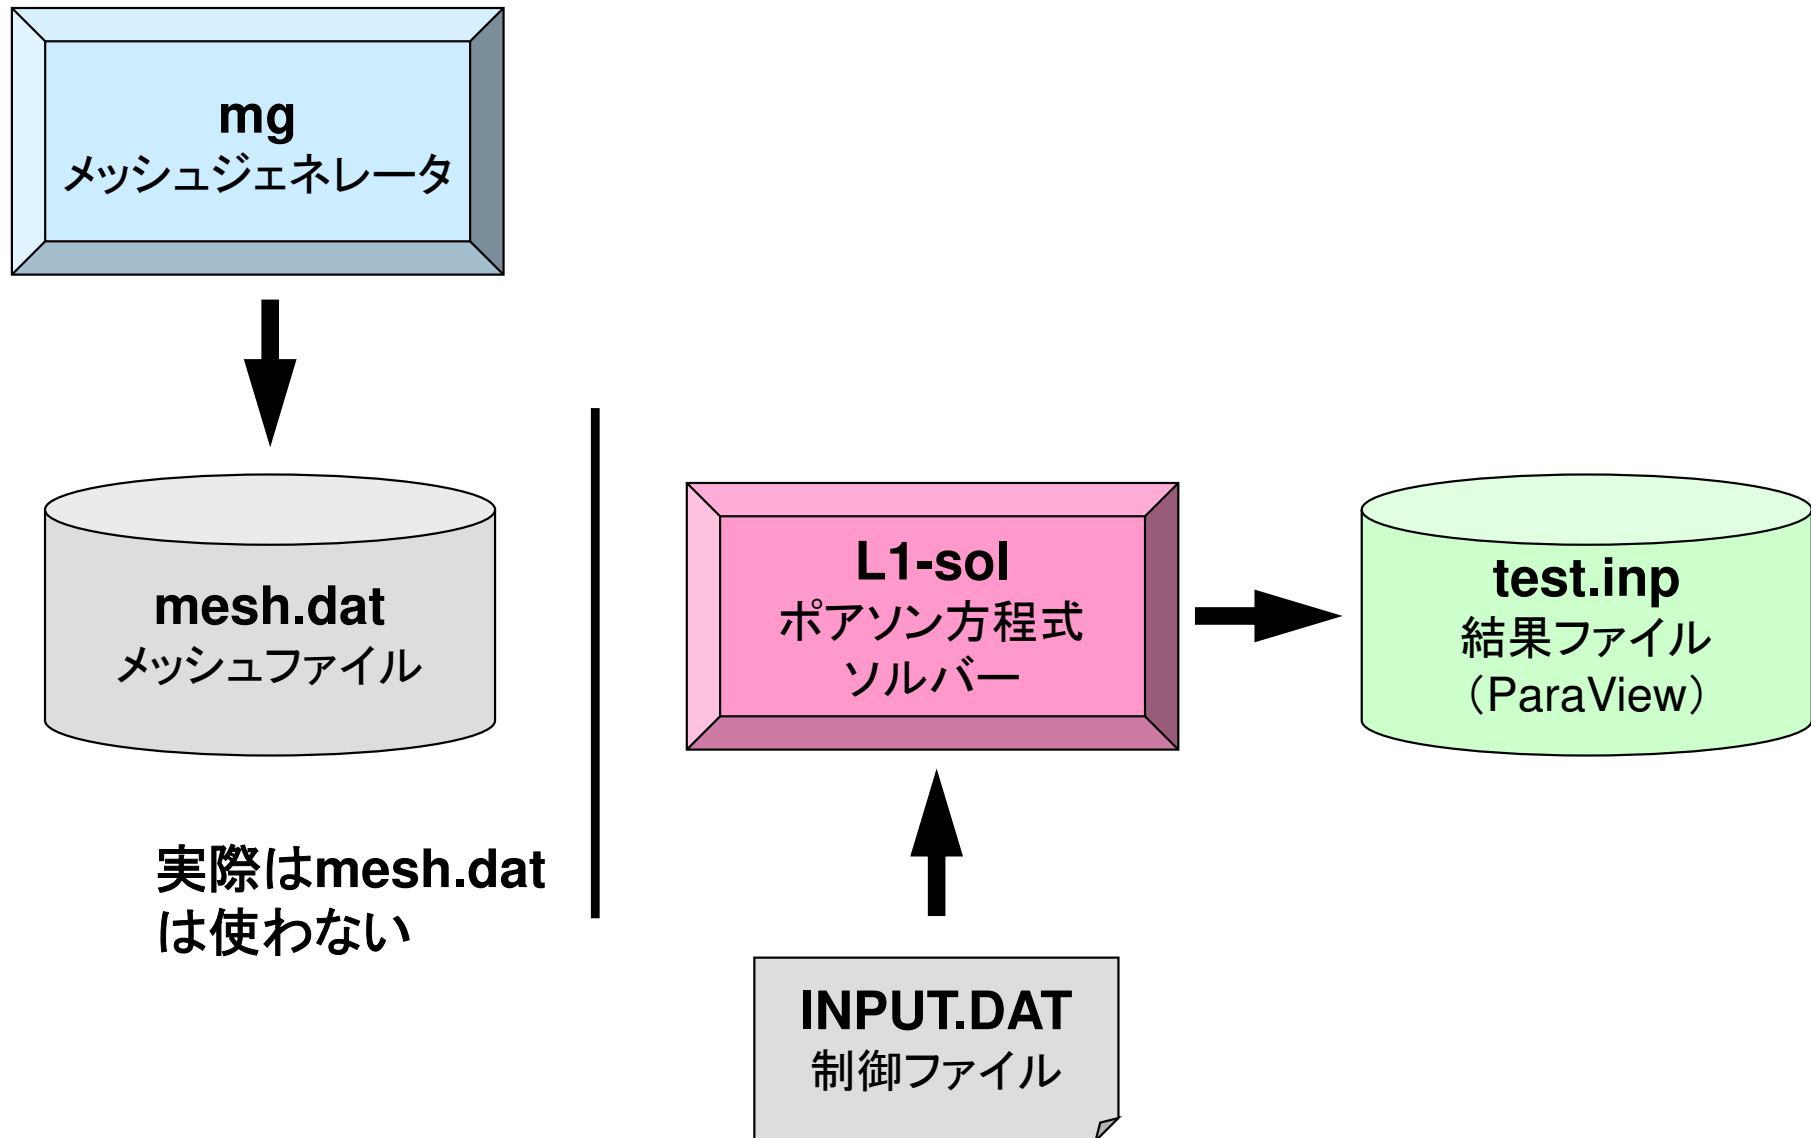 mg
メッシュジェネレータ
mesh.dat
メッシュファイル
実際はmesh.dat
は使わない
L1-sol
ポアソン方程式
ソルバー
test.inp
結果ファイル
（ParaView）
INPUT.DAT
制御ファイル